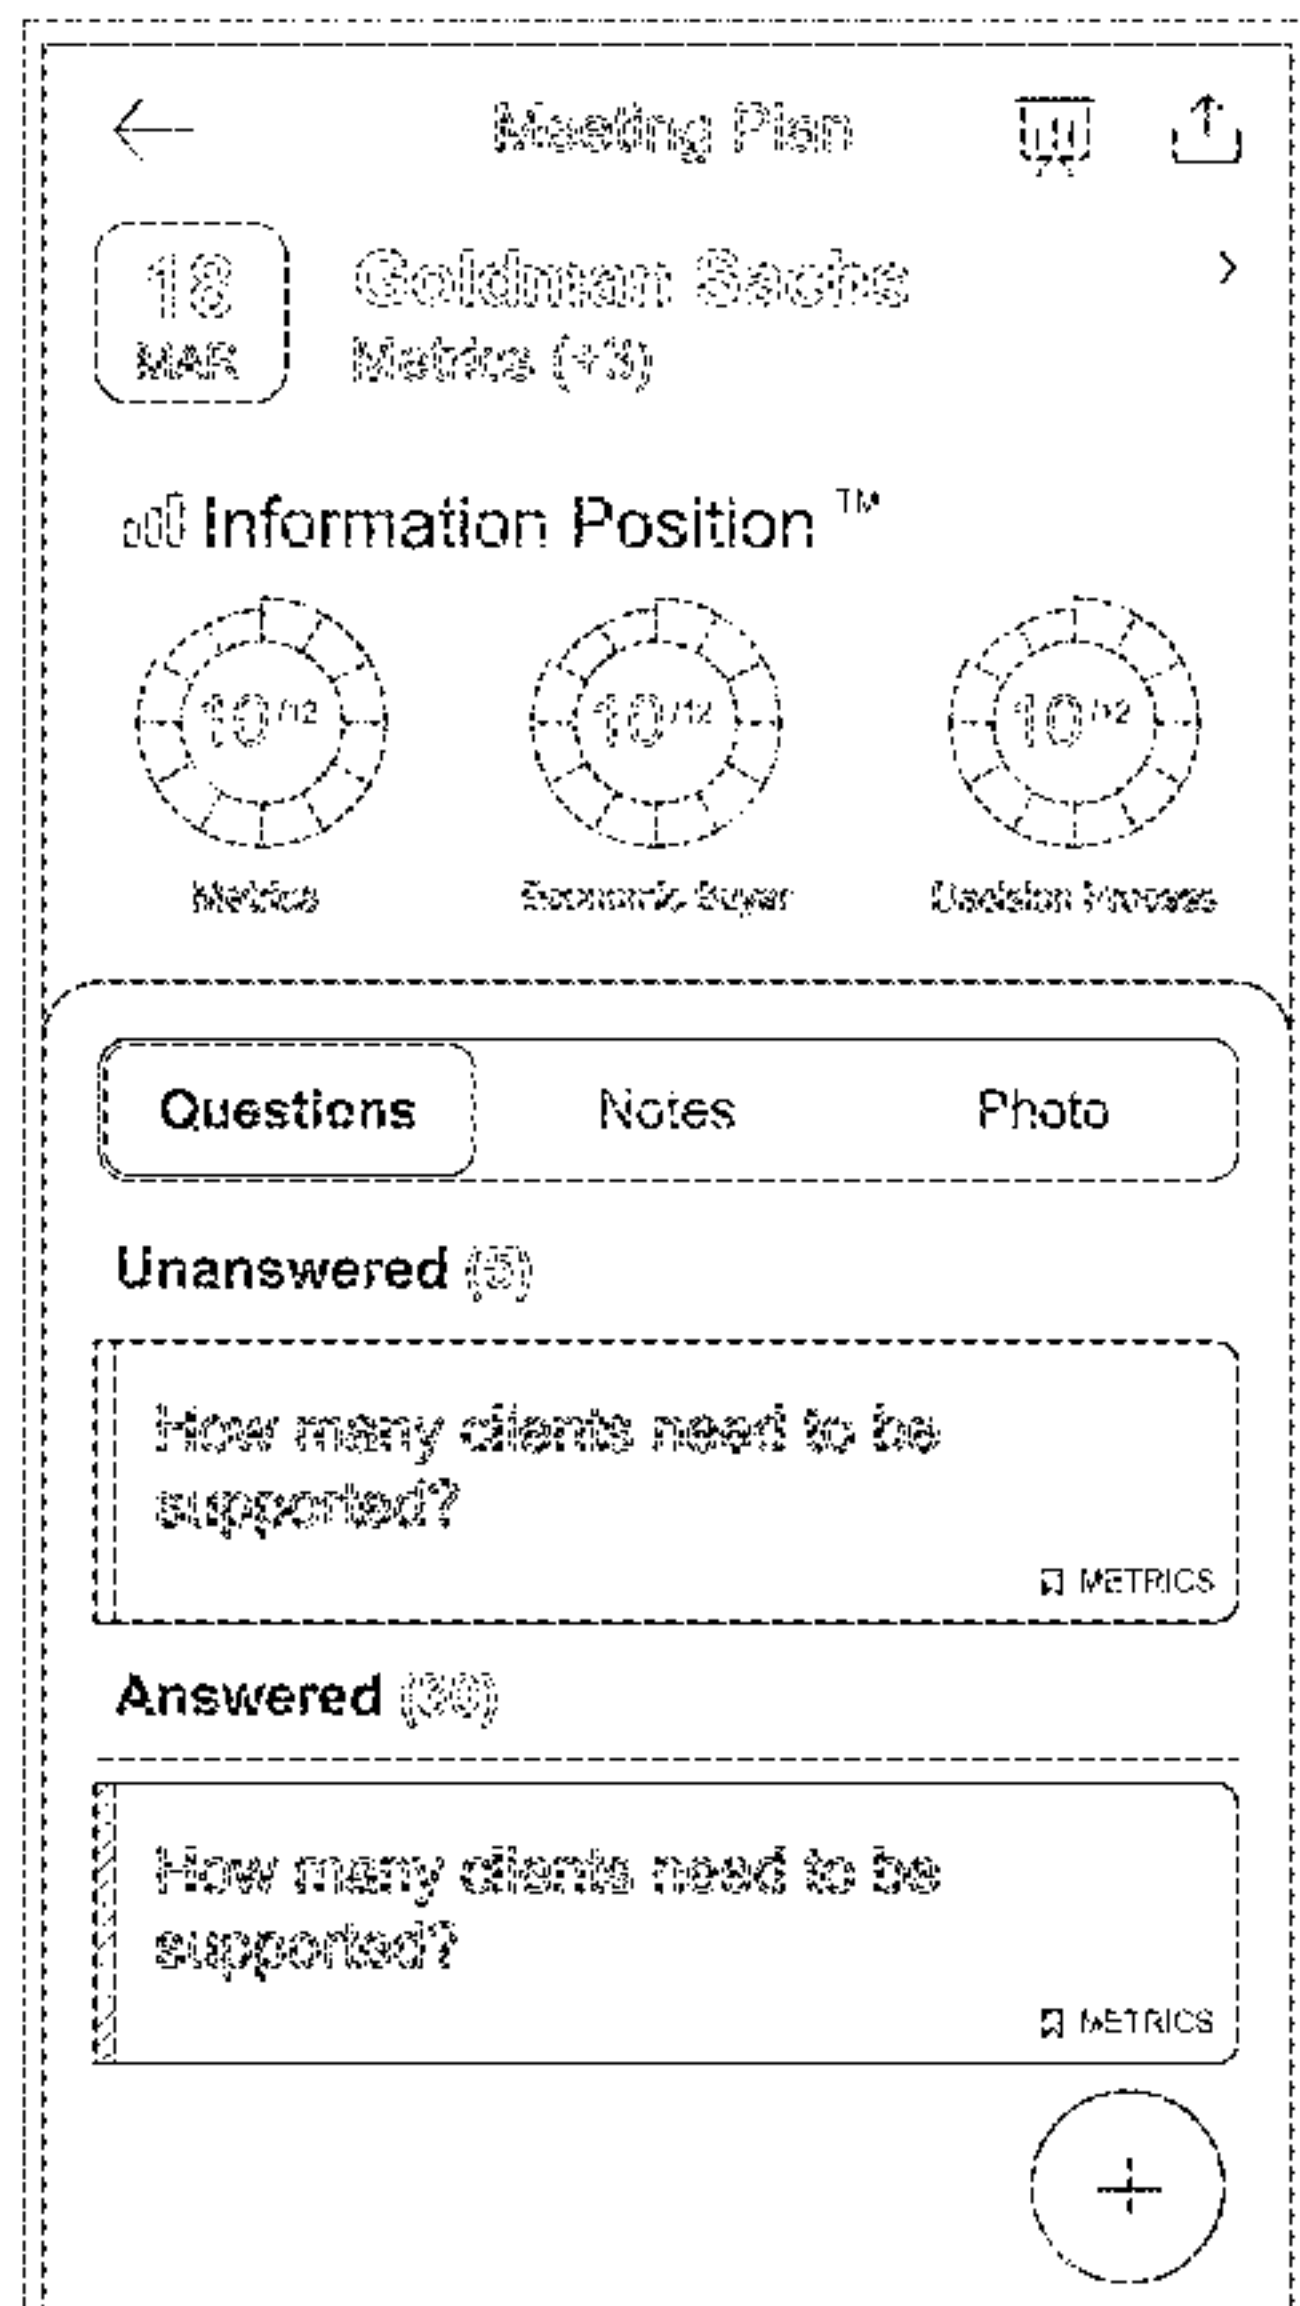 Meeting Plan
18
MAR
Goldman Sachs
Metrics (+3)
Information Position ™
10/12
10/12
10/12
Metrics
Economic Buyer
Decision Process
Questions
Notes
Photo
Unanswered (5)
How many clients need to be
supported?
METRICS
Answered (30)
How many clients need to be
supported?
METRICS